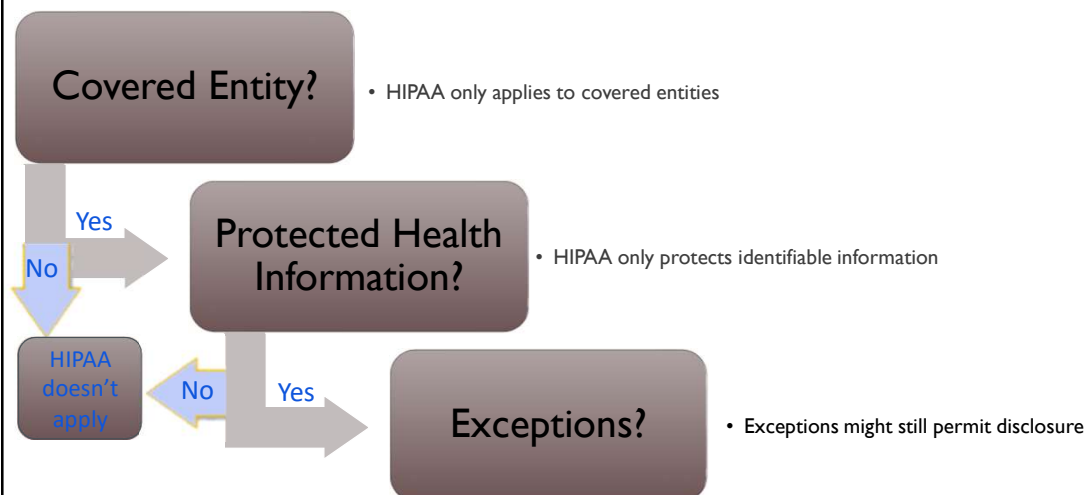 Covered Entity?
• HIPAA only applies to covered entities
Yes
No
Protected Health
Information?
• HIPAA only protects identifiable information
HIPAA
doesn’t
apply
No
Yes
Exceptions?
• Exceptions might still permit disclosure